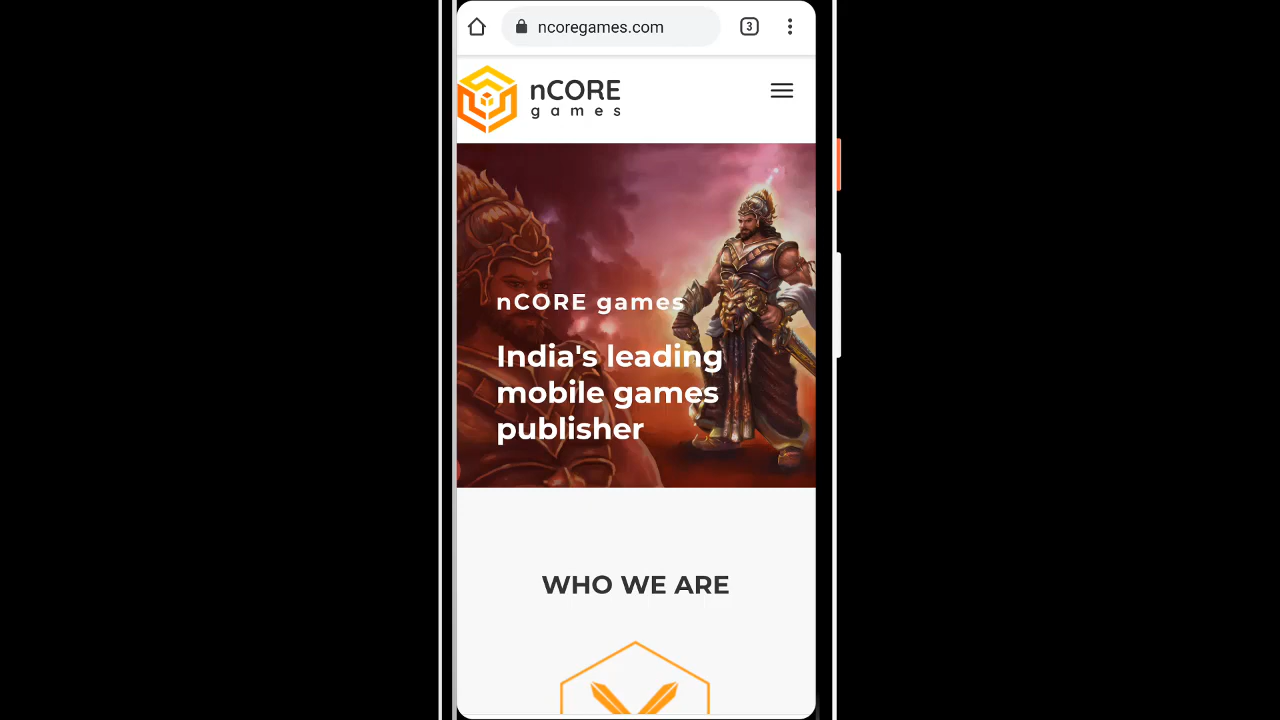 ncoregames.com
3
nCORE
games
nCORE games
India's leading
mobile games
publisher
WHO WE ARE